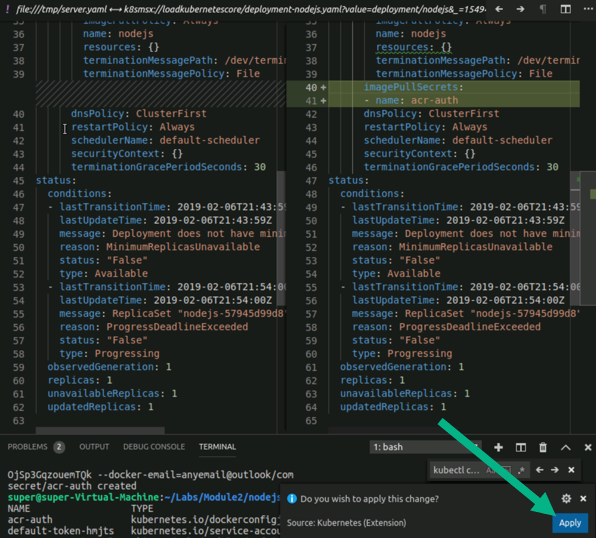 file:///tmp/server.yaml ↔ k8smsx://loadkubernetescore/deployment-nodejs.yaml?value=deployment/nodejs&_=1549
35 imagePullPolicy: Always
36 name: nodejs
37 resources: {}
38 terminationMessagePath: /dev/termin
39 terminationMessagePolicy: File
40 dnsPolicy: ClusterFirst
41 restartPolicy: Always
42 schedulerName: default-scheduler
43 securityContext: {}
44 terminationGracePeriodSeconds: 30
45 status:
46 conditions:
47 - lastTransitionTime: 2019-02-06T21:43:59
48 lastUpdateTime: 2019-02-06T21:43:59Z
49 message: Deployment does not have mini
50 reason: MinimumReplicasUnavailable
51 status: "False"
52 type: Available
53 - lastTransitionTime: 2019-02-06T21:54:00
54 lastUpdateTime: 2019-02-06T21:54:00Z
55 message: ReplicaSet "nodejs-57945d99d8"
56 reason: ProgressDeadlineExceeded
57 status: "False"
58 type: Progressing
59 observedGeneration: 1
60 replicas: 1
61 unavailableReplicas: 1
62 updatedReplicas: 1
63
35 imagePullPolicy: Always
36 name: nodejs
37 resources: {}
38 terminationMessagePath: /dev/termin
39 terminationMessagePolicy: File
40 + imagePullSecrets:
41 + - name: acr-auth
42 dnsPolicy: ClusterFirst
43 restartPolicy: Always
44 schedulerName: default-scheduler
45 securityContext: {}
46 terminationGracePeriodSeconds: 30
47 status:
48 conditions:
49 - lastTransitionTime: 2019-02-06T21:43:59
50 lastUpdateTime: 2019-02-06T21:43:59Z
51 message: Deployment does not have mini
52 reason: MinimumReplicasUnavailable
53 status: "False"
54 type: Available
55 - lastTransitionTime: 2019-02-06T21:54:00
56 lastUpdateTime: 2019-02-06T21:54:00Z
57 message: ReplicaSet "nodejs-57945d99d8"
58 reason: ProgressDeadlineExceeded
59 status: "False"
60 type: Progressing
61 observedGeneration: 1
62 replicas: 1
63 unavailableReplicas: 1
64 updatedReplicas: 1
65
PROBLEMS 2 OUTPUT DEBUG CONSOLE TERMINAL 1: bash
kubectl c...
OjSp3GqzouemTQk --docker-email=anyemail@outlook/com
secret/acr-auth created
super@super-Virtual-Machine:~/Labs/Module2/nodejs
NAME TYPE
acr-auth kubernetes.io/dockerconfigj
default-token-hmjts kubernetes.io/service-accou
Do you wish to apply this change?
Source: Kubernetes (Extension)
Apply